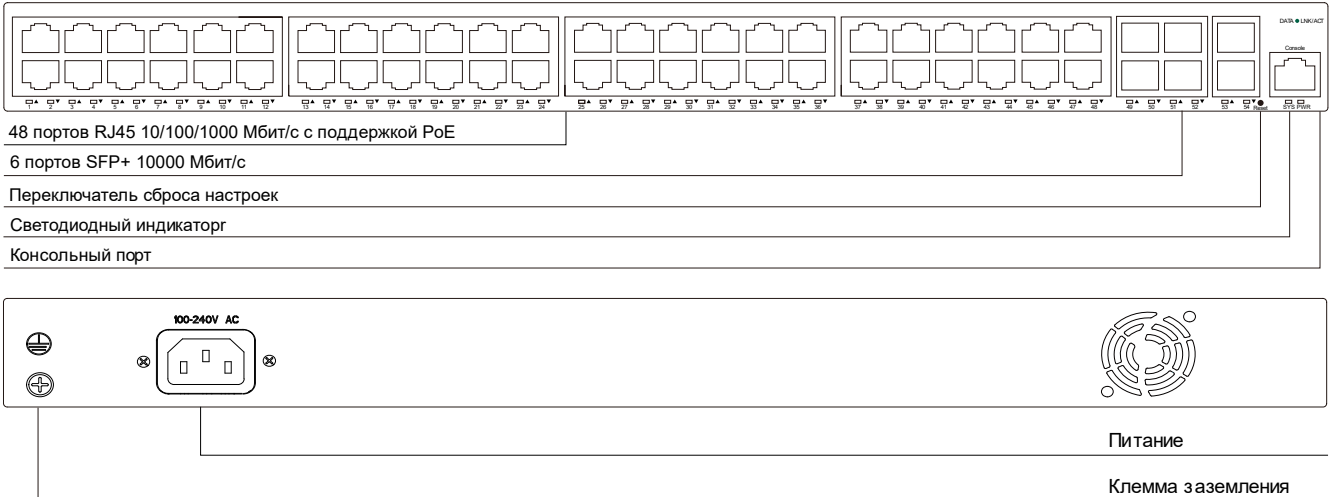 DATA LNK/ACT
Console
1 2 3 4 5 6 7 8 9 10 11 12 13 14 15 16 17 18 19 20 21 22 23 24 25 26 27 28 29 30 31 32 33 34 35 36 37 38 39 40 41 42 43 44 45 46 47 48 49 50 51 52 53 54 Reset SYS PWR
48 портов RJ45 10/100/1000 Мбит/с с поддержкой PoE
6 портов SFP+ 10000 Мбит/с
Переключатель сброса настроек
Светодиодный индикаторr
Консольный порт
100-240V AC
Питание
Клемма заземления